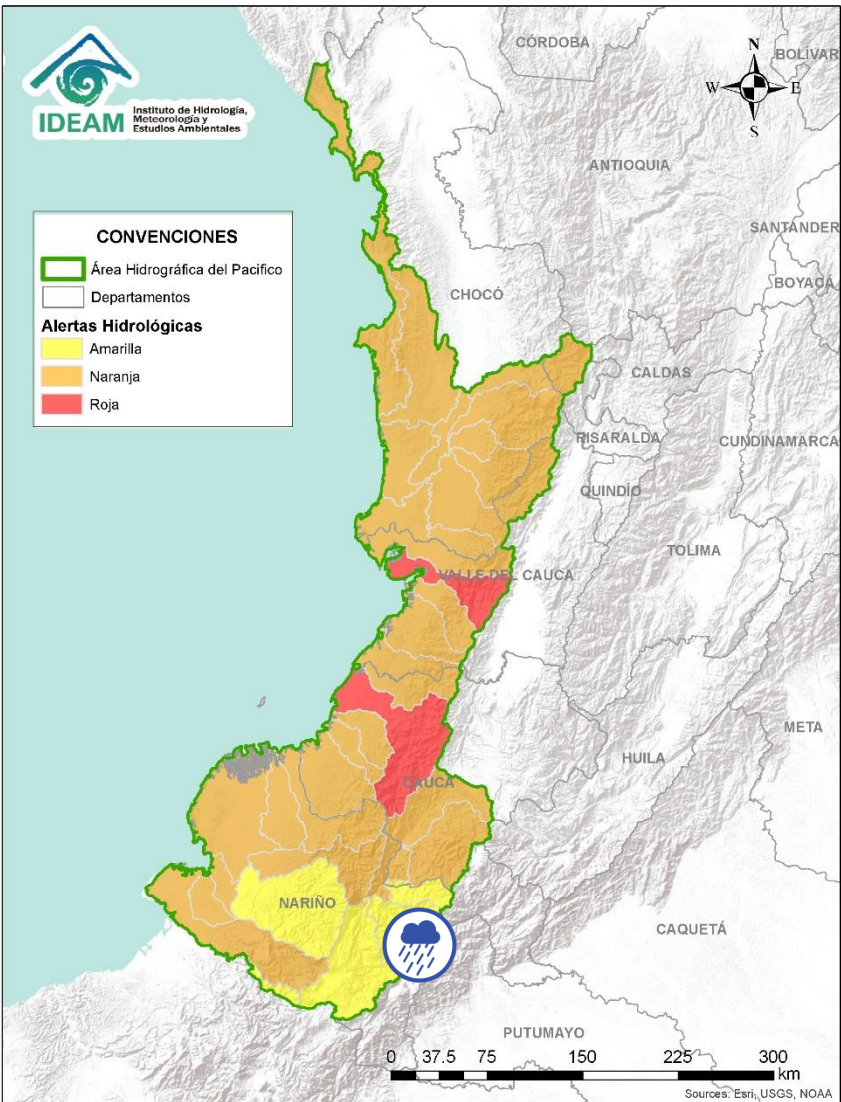 IDEAM
Instituto de Hidrología,
Meteorología y
Estudios Ambientales
CÓRDOBA
N
BOLIVAR
W
E
S
ANTIOQUIA
SANTANDER
CONVENCIONES
Área Hidrográfica del Pacifico
Departamentos
Alertas Hidrológicas
Amarilla
Naranja
Roja
BOYACÁ
CHOCÓ
CALDAS
RISARALDA
CUNDINAMARCA
QUINDÍO
TOLIMA
VALLE DEL CAUCA
META
HUILA
CAUCA
NARIÑO
CAQUETÁ
PUTUMAYO
0 37.5 75 150 225 300
km
Sources: Esri, USGS, NOAA